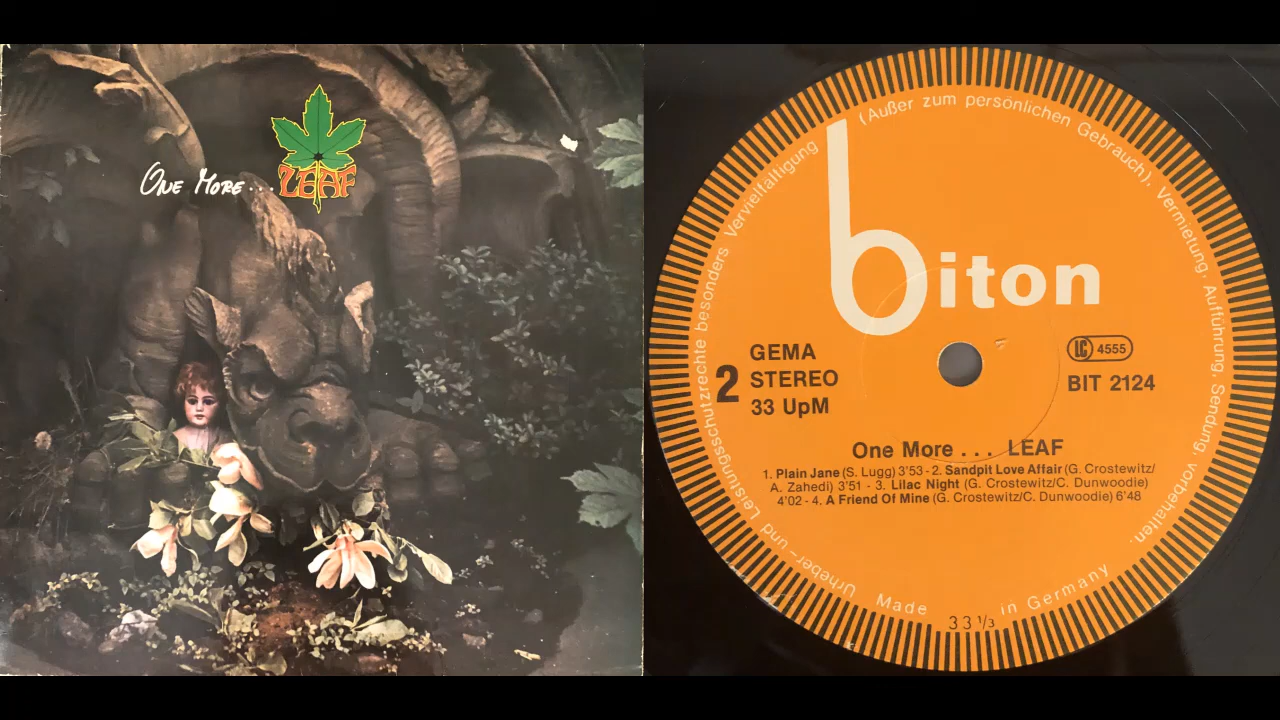 One More...
LEAF
(Außer zum persönlichen Gebrauch), Vermietung, Aufführung, Sendung, vorbehalten.
Urheber- und Leistungsschutzrechte besonders Vervielfältigung
biton
GEMA
STEREO
33 UpM
2
LC 4555
BIT 2124
One More... LEAF
1. Plain Jane (S. Lugg) 3'53 - 2. Sandpit Love Affair (G. Crostewitz/
A. Zahedi) 3'51 - 3. Lilac Night (G. Crostewitz/C. Dunwoodie)
4'02 - 4. A Friend Of Mine (G. Crostewitz/C. Dunwoodie) 6'48
Made in Germany
33 1/3